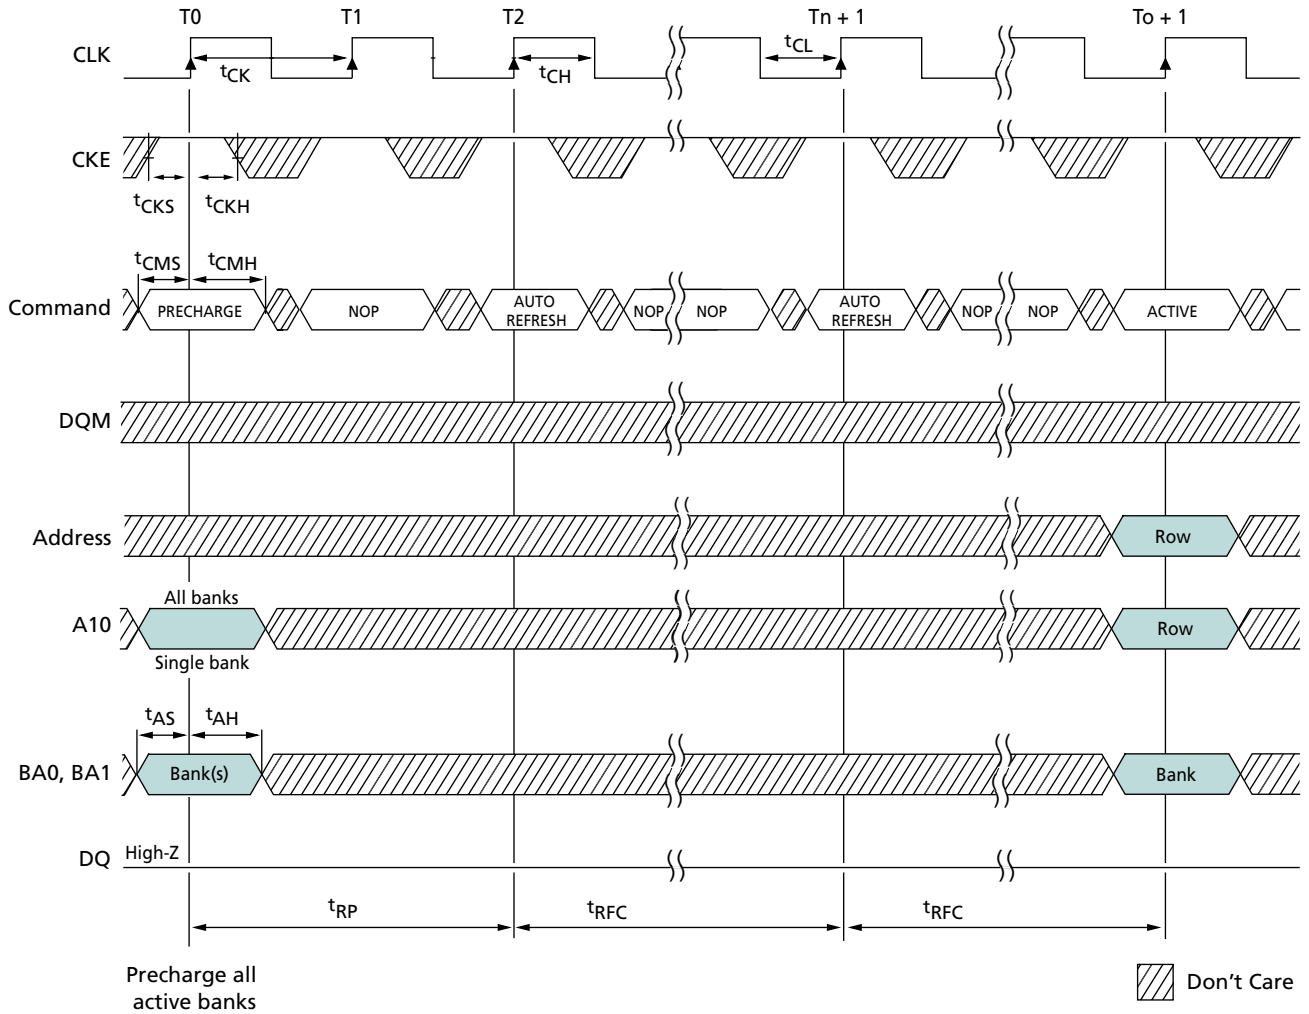 T0 T1 T2 Tn + 1 To + 1
CLK
tCK tCH tCL
CKE
tCKS tCKH
tCMS tCMH
Command PRECHARGE NOP AUTO REFRESH NOP NOP AUTO REFRESH NOP NOP ACTIVE
DQM
Address Row
All banks
A10 Row
Single bank
tAS tAH
BA0, BA1 Bank(s) Bank
DQ High-Z
tRP tRFC tRFC
Precharge all
active banks
Don't Care